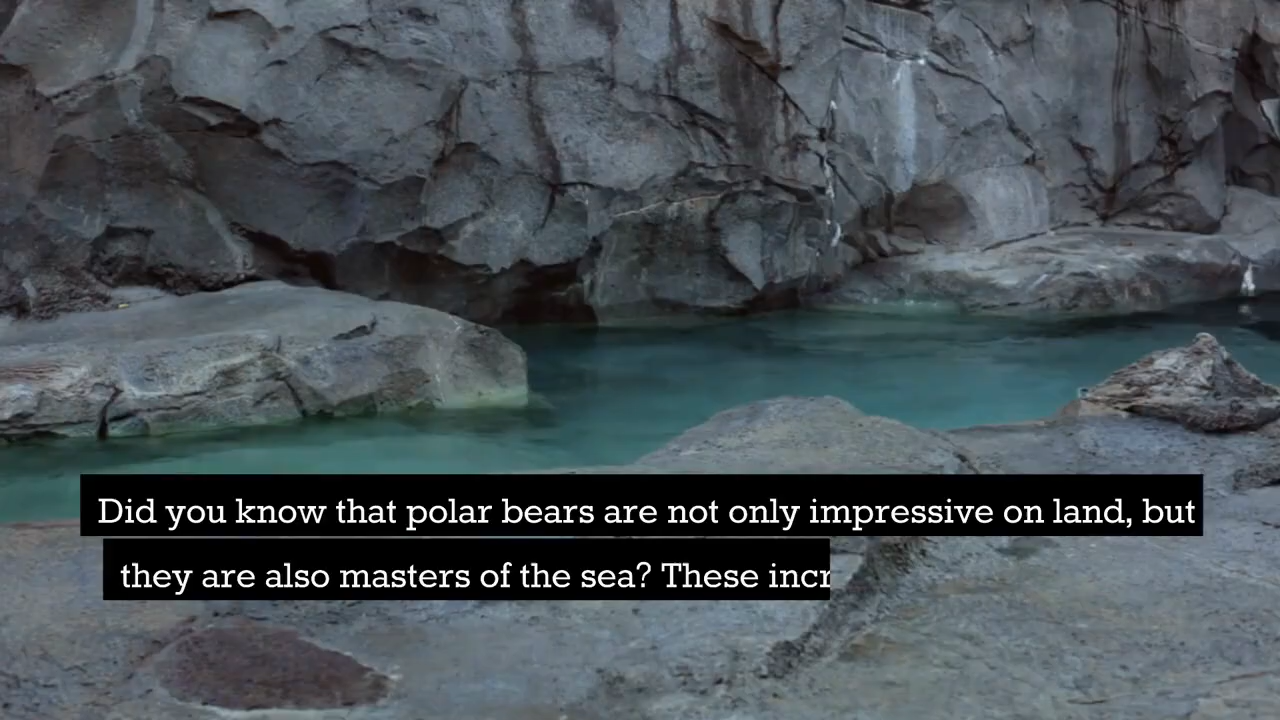 Did you know that polar bears are not only impressive on land, but
they are also masters of the sea? These